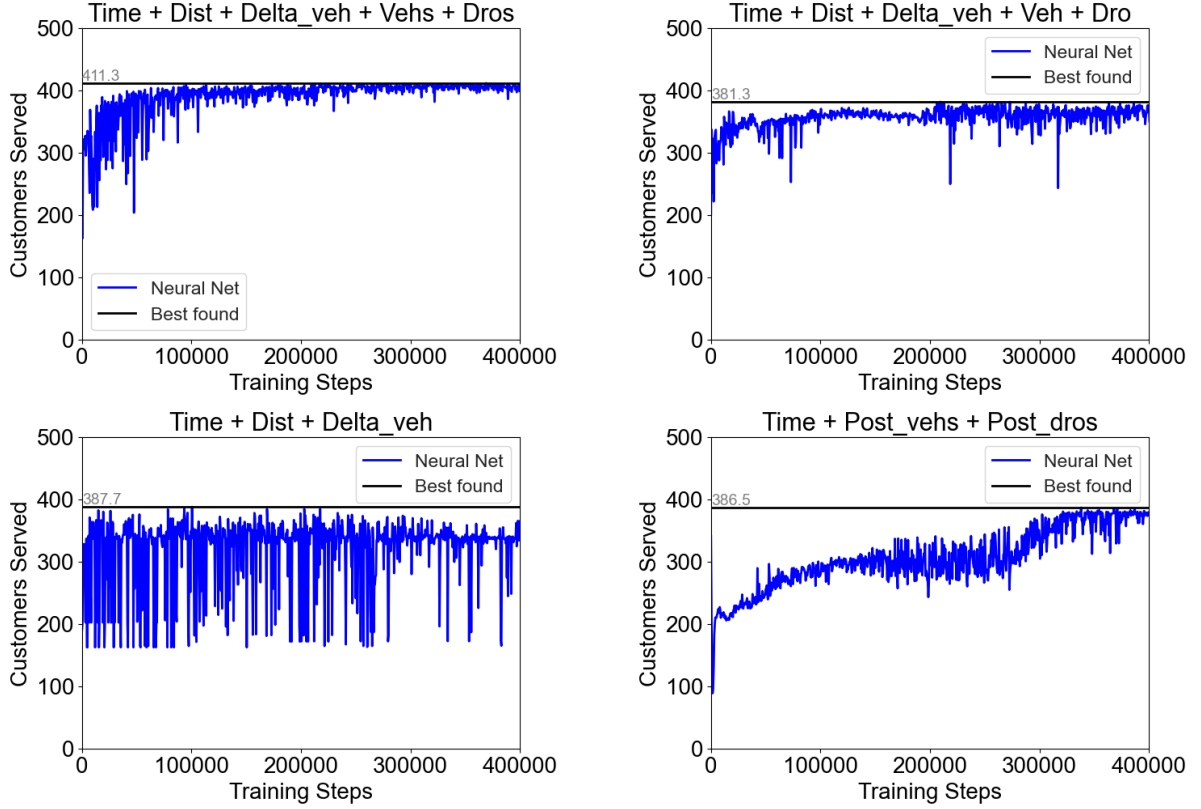 Time + Dist + Delta_veh + Vehs + Dros
500
400
300
200
100
0
Customers Served
411.3
Neural Net
Best found
0
100000
200000
300000
400000
Training Steps
Time + Dist + Delta_veh + Veh + Dro
500
400
300
200
100
0
Customers Served
381.3
Neural Net
Best found
0
100000
200000
300000
400000
Training Steps
Time + Dist + Delta_veh
500
400
300
200
100
0
Customers Served
387.7
Neural Net
Best found
0
100000
200000
300000
400000
Training Steps
Time + Post_vehs + Post_dros
500
400
300
200
100
0
Customers Served
386.5
Neural Net
Best found
0
100000
200000
300000
400000
Training Steps